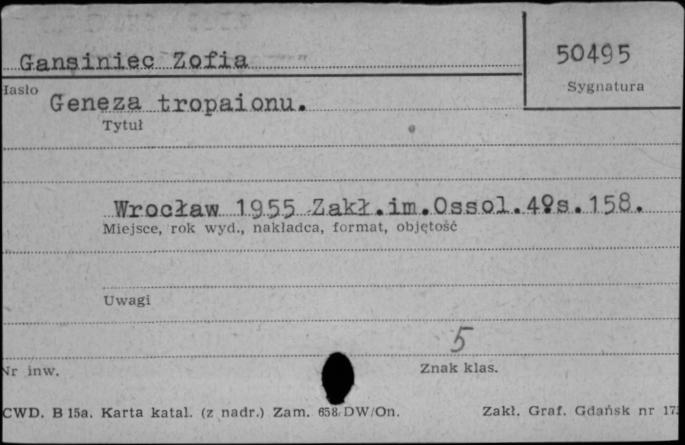 Gansiniec Zofia
50495
Hasło
Sygnatura
Geneza tropaionu.
Tytuł
Wrocław 1955 Zakł.im.Ossol.4°s.158.
Miejsce, rok wyd., nakładca, format, objętość
Uwagi
5
Nr inw.
Znak klas.
CWD. B 15a. Karta katal. (z nadr.) Zam. 658/DW/On.
Zakł. Graf. Gdańsk nr